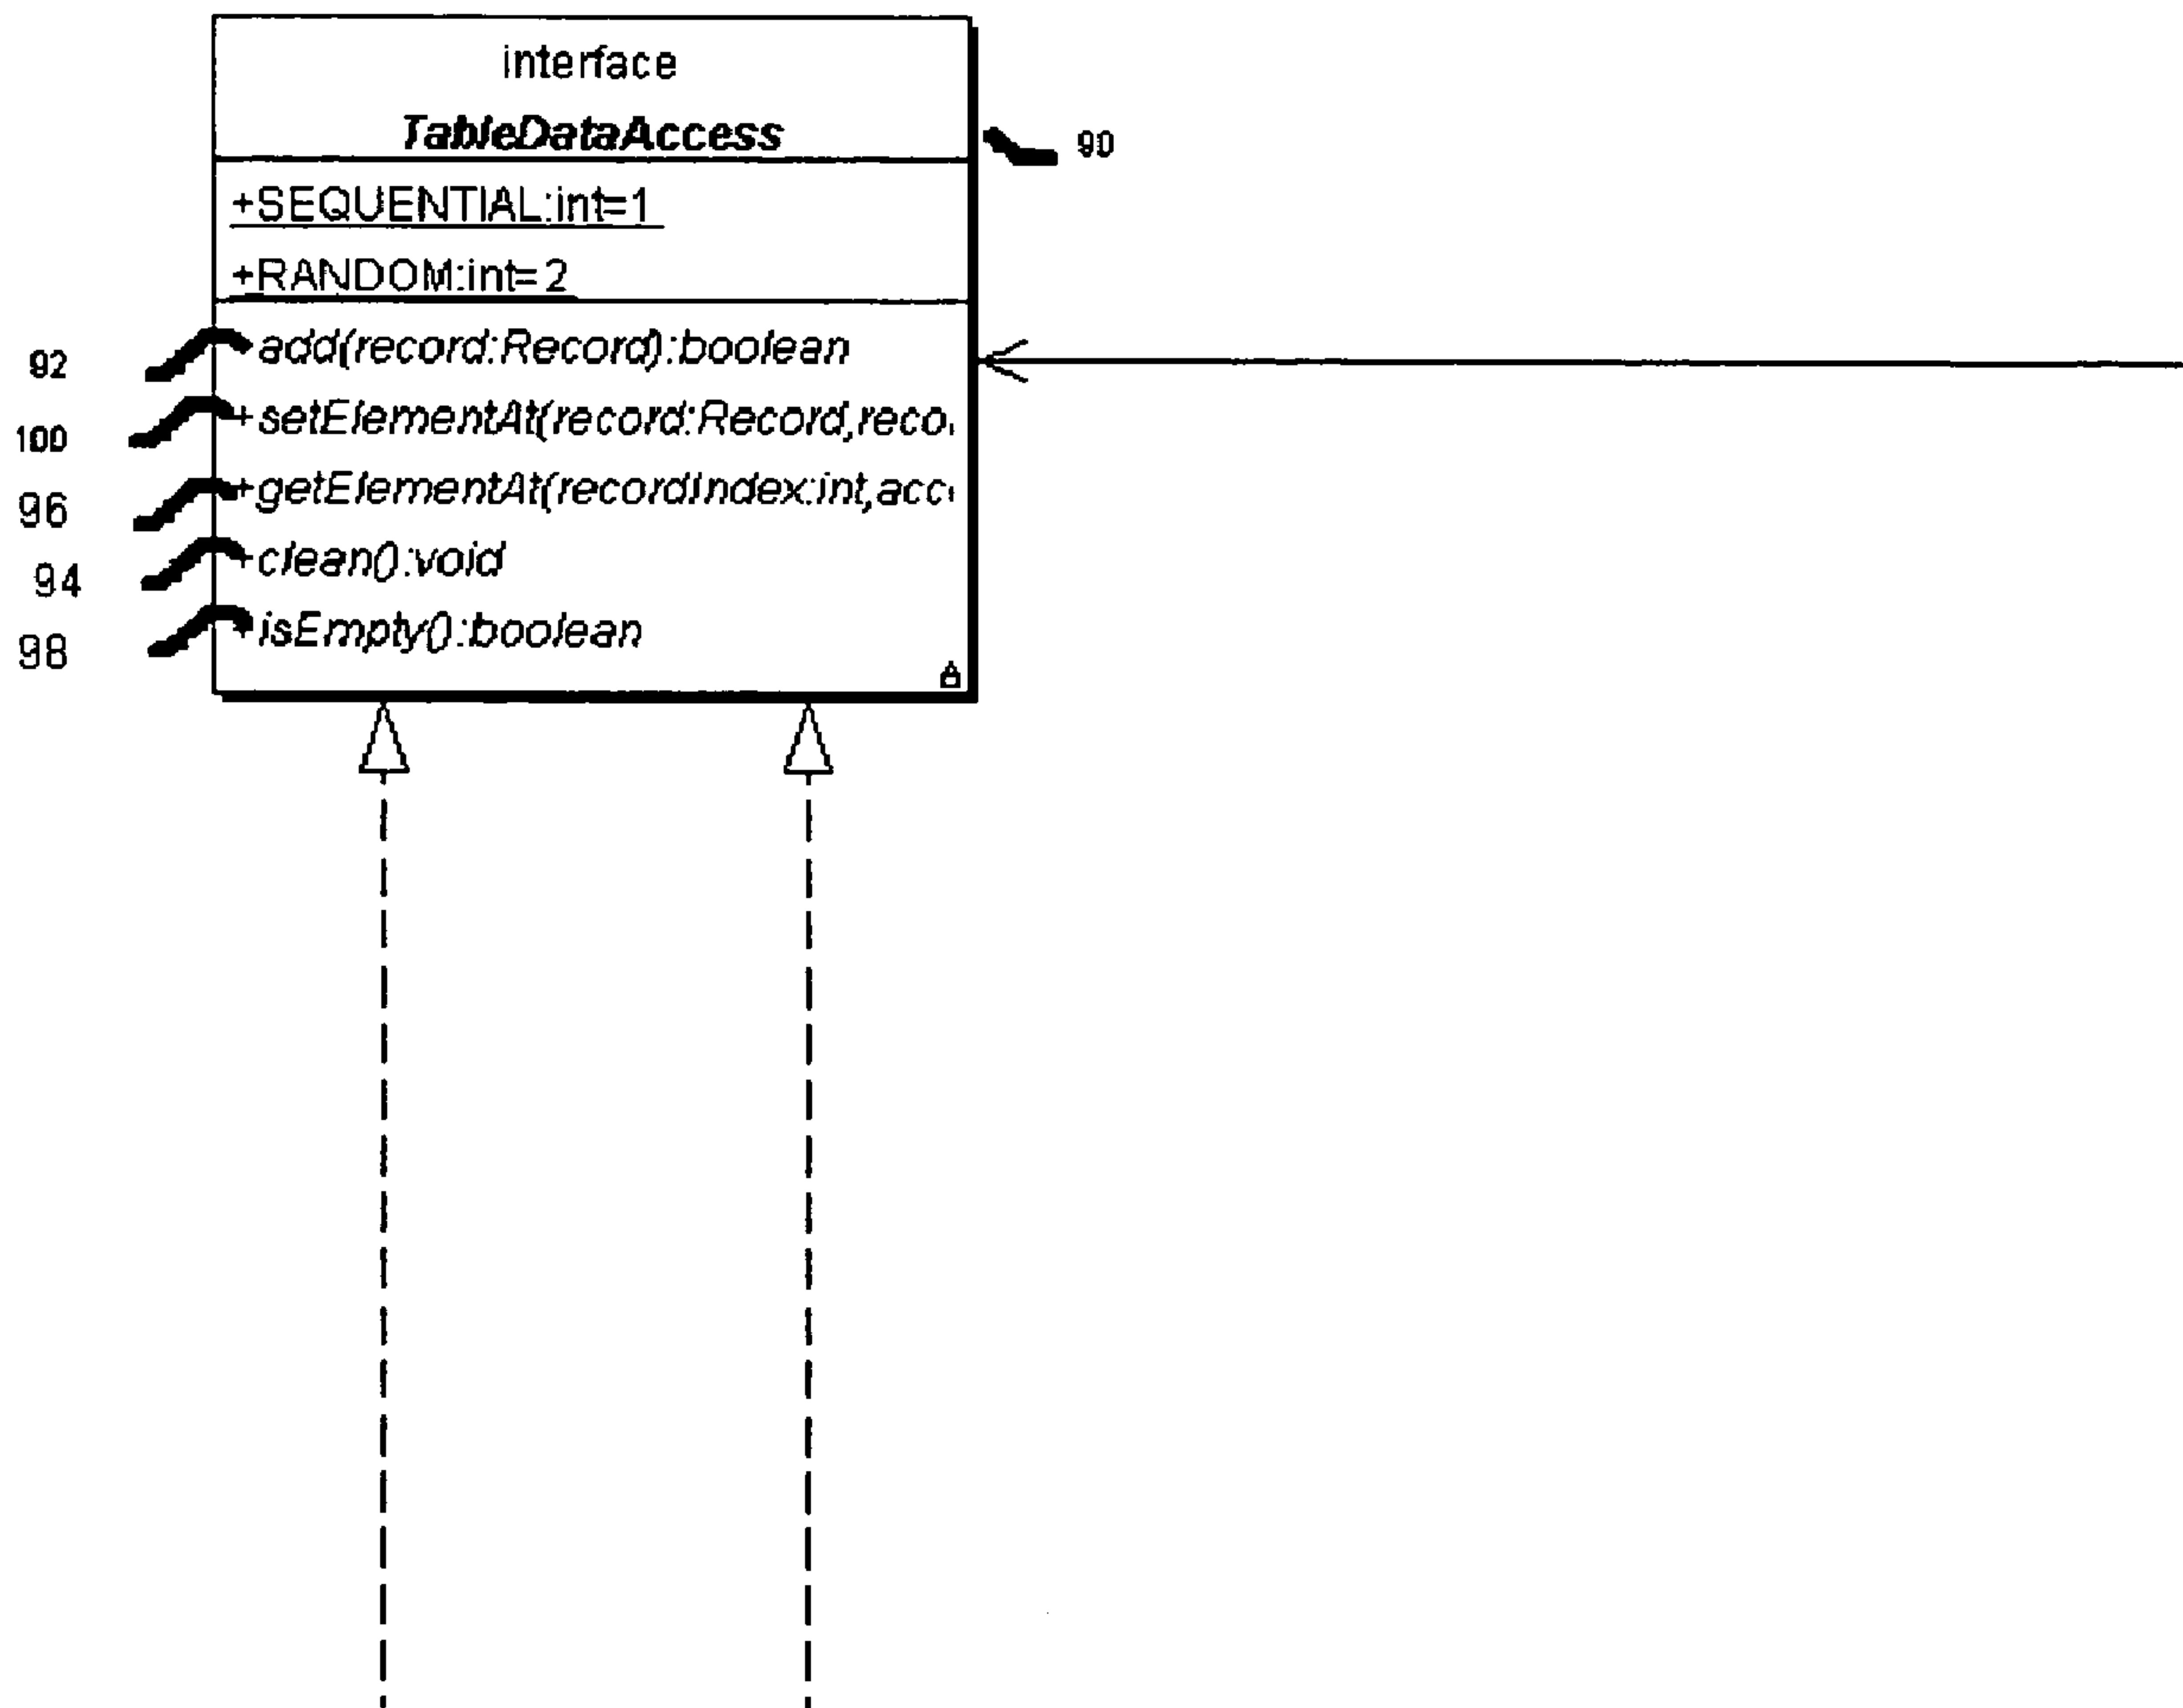 interface
TableDataAccess
90
+SEQUENTIAL:int=1
+RANDOM:int=2
92 +add(record:Record):boolean
100 +setElementAt(record:Record,reco
96 +getElementAt(recordIndex:int,acc
94 +clean():void
98 +isEmpty():boolean